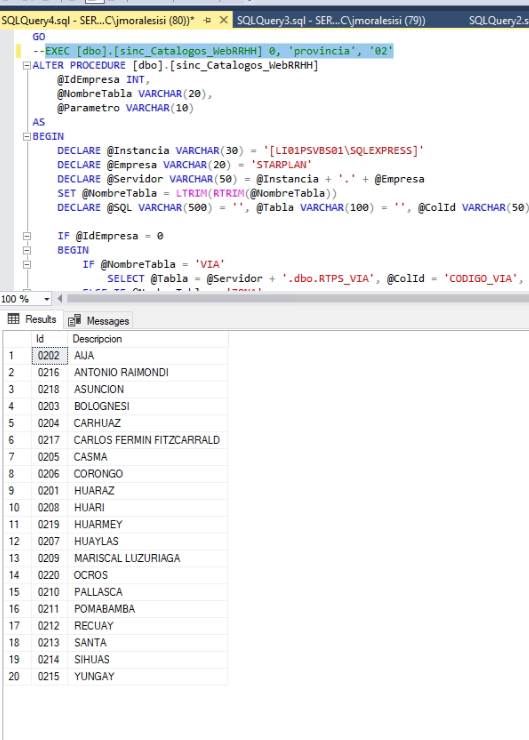 SQLQuery4.sql - SER...C\jmoralesisi (80))* SQLQuery3.sql - SER...C\jmoralesisi (79)) SQLQuery2.s
GO
--EXEC [dbo].[sinc_Catalogos_WebRRHH] 0, 'provincia', '02'
ALTER PROCEDURE [dbo].[sinc_Catalogos_WebRRHH]
@IdEmpresa INT,
@NombreTabla VARCHAR(20),
@Parametro VARCHAR(10)
AS
BEGIN
DECLARE @Instancia VARCHAR(30) = '[LI01PSVBS01\SQLEXPRESS]'
DECLARE @Empresa VARCHAR(20) = 'STARPLAN'
DECLARE @Servidor VARCHAR(50) = @Instancia + '.' + @Empresa
SET @NombreTabla = LTRIM(RTRIM(@NombreTabla))
DECLARE @SQL VARCHAR(500) = '', @Tabla VARCHAR(100) = '', @ColId VARCHAR(50)
IF @IdEmpresa = 0
BEGIN
IF @NombreTabla = 'VIA'
SELECT @Tabla = @Servidor + '.dbo.RTPS_VIA', @ColId = 'CODIGO_VIA',
100 %
Results Messages
Id Descripcion
1 0202 AIJA
2 0216 ANTONIO RAIMONDI
3 0218 ASUNCION
4 0203 BOLOGNESI
5 0204 CARHUAZ
6 0217 CARLOS FERMIN FITZCARRALD
7 0205 CASMA
8 0206 CORONGO
9 0201 HUARAZ
10 0208 HUARI
11 0219 HUARMEY
12 0207 HUAYLAS
13 0209 MARISCAL LUZURIAGA
14 0220 OCROS
15 0210 PALLASCA
16 0211 POMABAMBA
17 0212 RECUAY
18 0213 SANTA
19 0214 SIHUAS
20 0215 YUNGAY